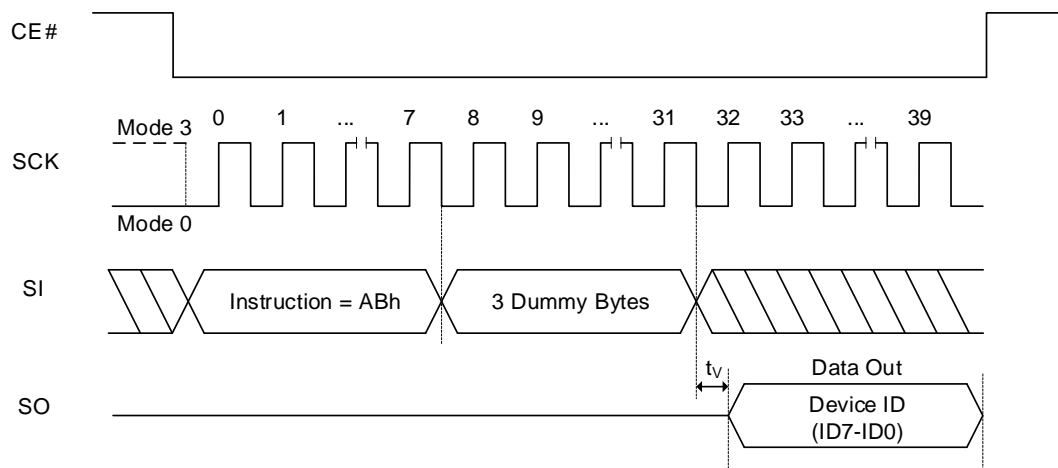 CE#
0 1 ... 7 8 9 ... 31 32 33 ... 39
Mode 3
SCK
Mode 0
SI
Instruction = ABh
3 Dummy Bytes
tV
Data Out
SO
Device ID
(ID7-ID0)